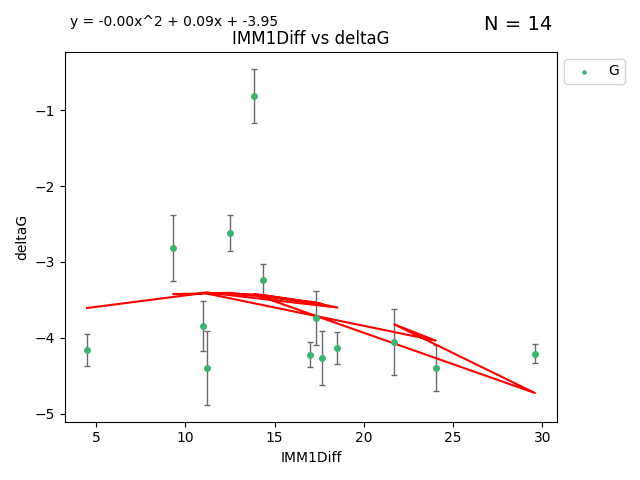 y = -0.00x^2 + 0.09x + -3.95
N = 14
IMM1Diff vs deltaG
G
−1
−2
−3
−4
−5
deltaG
5 10 15 20 25 30
IMM1Diff